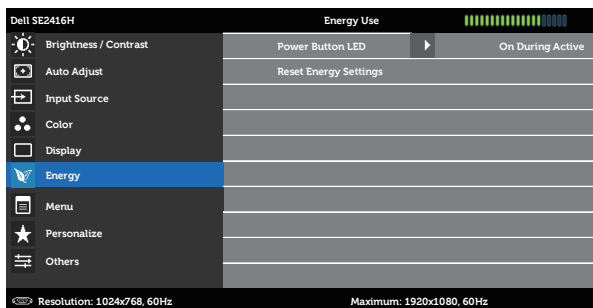 Dell SE2416H Energy Use
Brightness / Contrast Power Button LED On During Active
Auto Adjust Reset Energy Settings
Input Source
Color
Display
Energy
Menu
Personalize
Others
Resolution: 1024x768, 60Hz Maximum: 1920x1080, 60Hz